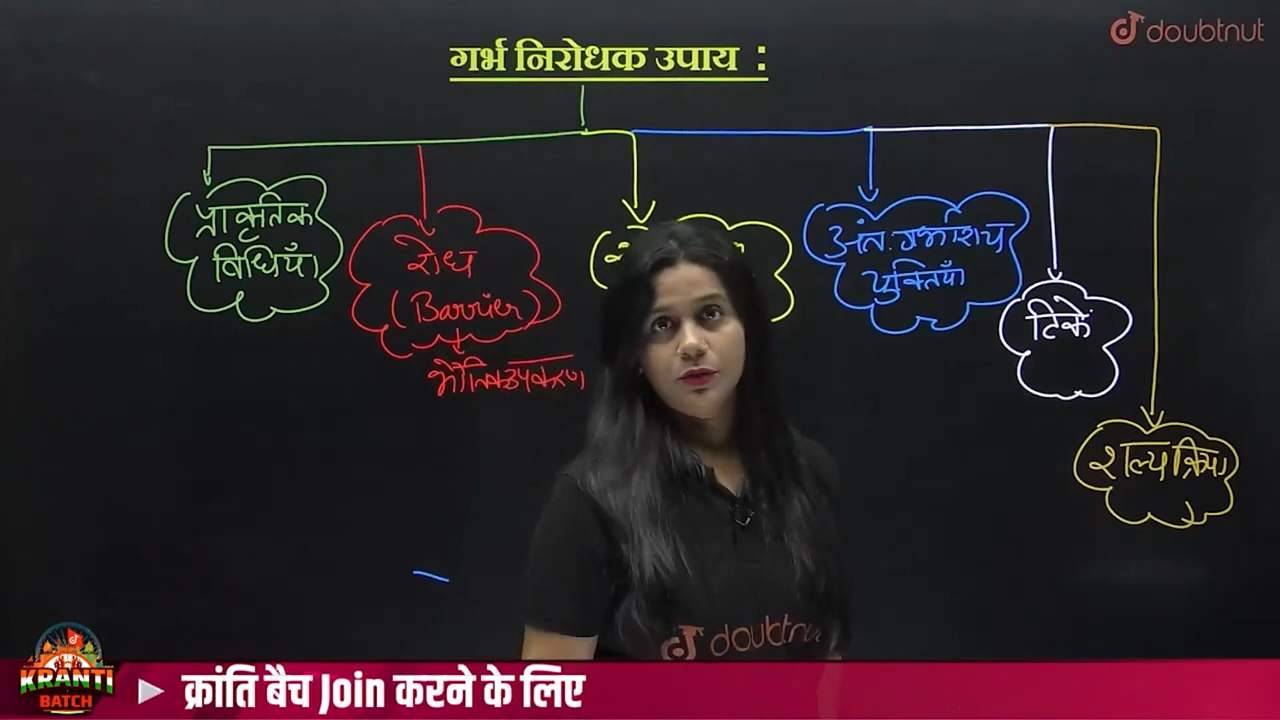 doubtnut
गर्भ निरोधक उपाय :
प्राकृतिक
विधियाँ
रोध
(Barrier)
भौतिक उपकरण
अंत: गर्भाशय
युक्तियाँ
टिकें
शल्य क्रिया
doubtnut
KRANTI
BATCH
क्रांति बैच Join करने के लिए